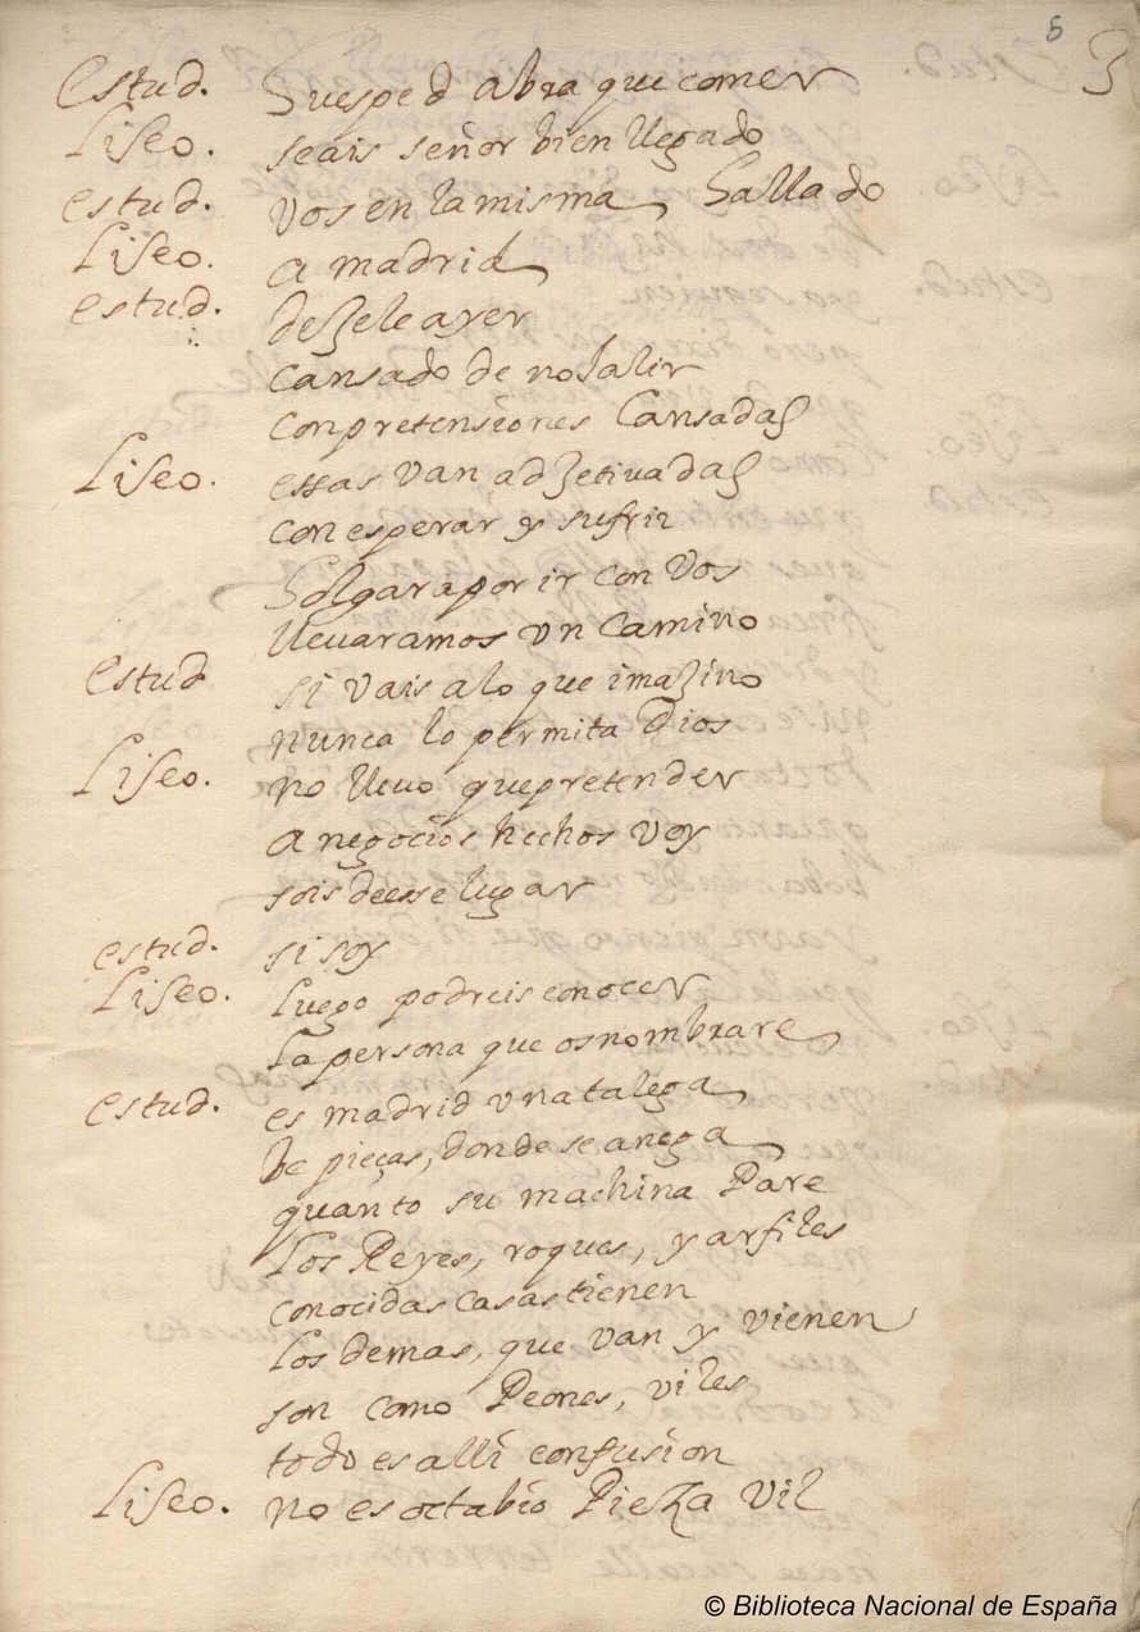 5
3
Estud. Huesped abra que comer
Liseo. seais señor bien llegado
estud. vos en la misma hallado
Liseo. a madrid
estud. dejele ayer
cansado de no salir
con pretensiones cansadas
Liseo. essas van adjetivadas
con esperar y sufrir
holgara por ir con vos
lleuaramos vn camino
Estud si vais a lo que imagino
nunca lo permita Dios
Liseo. no lleuo que pretender
a negocios hechos voy
sois de esse lugar
estud. si soy
Liseo. luego podreis conocer
la persona que os nombrare
estud. es madrid vna talega
de pieças, donde se anega
quanto su machina Pare
los Reyes, roques, y arfiles
conocidas casas tienen
los demas, que van y vienen
son como Peones, viles
todo es alli confusion
Liseo. no es octabio Pieza vil
© Biblioteca Nacional de España